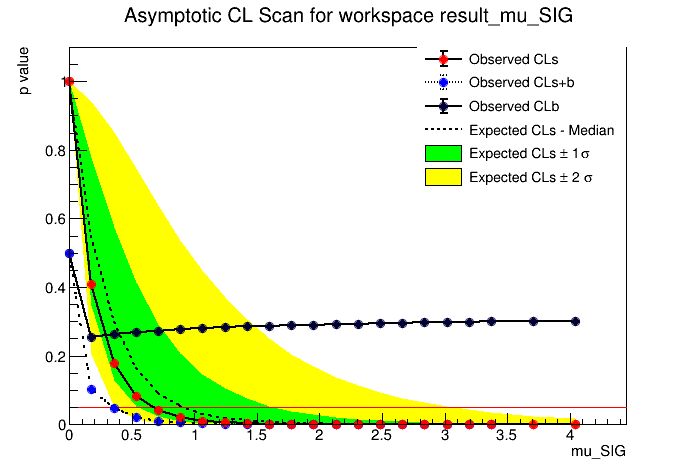 Asymptotic CL Scan for workspace result_mu_SIG
p value
Observed CLs
Observed CLs+b
Observed CLb
Expected CLs - Median
Expected CLs ± 1σ
Expected CLs ± 2 σ
1
0.8
0.6
0.4
0.2
0
0 0.5 1 1.5 2 2.5 3 3.5 4
mu_SIG